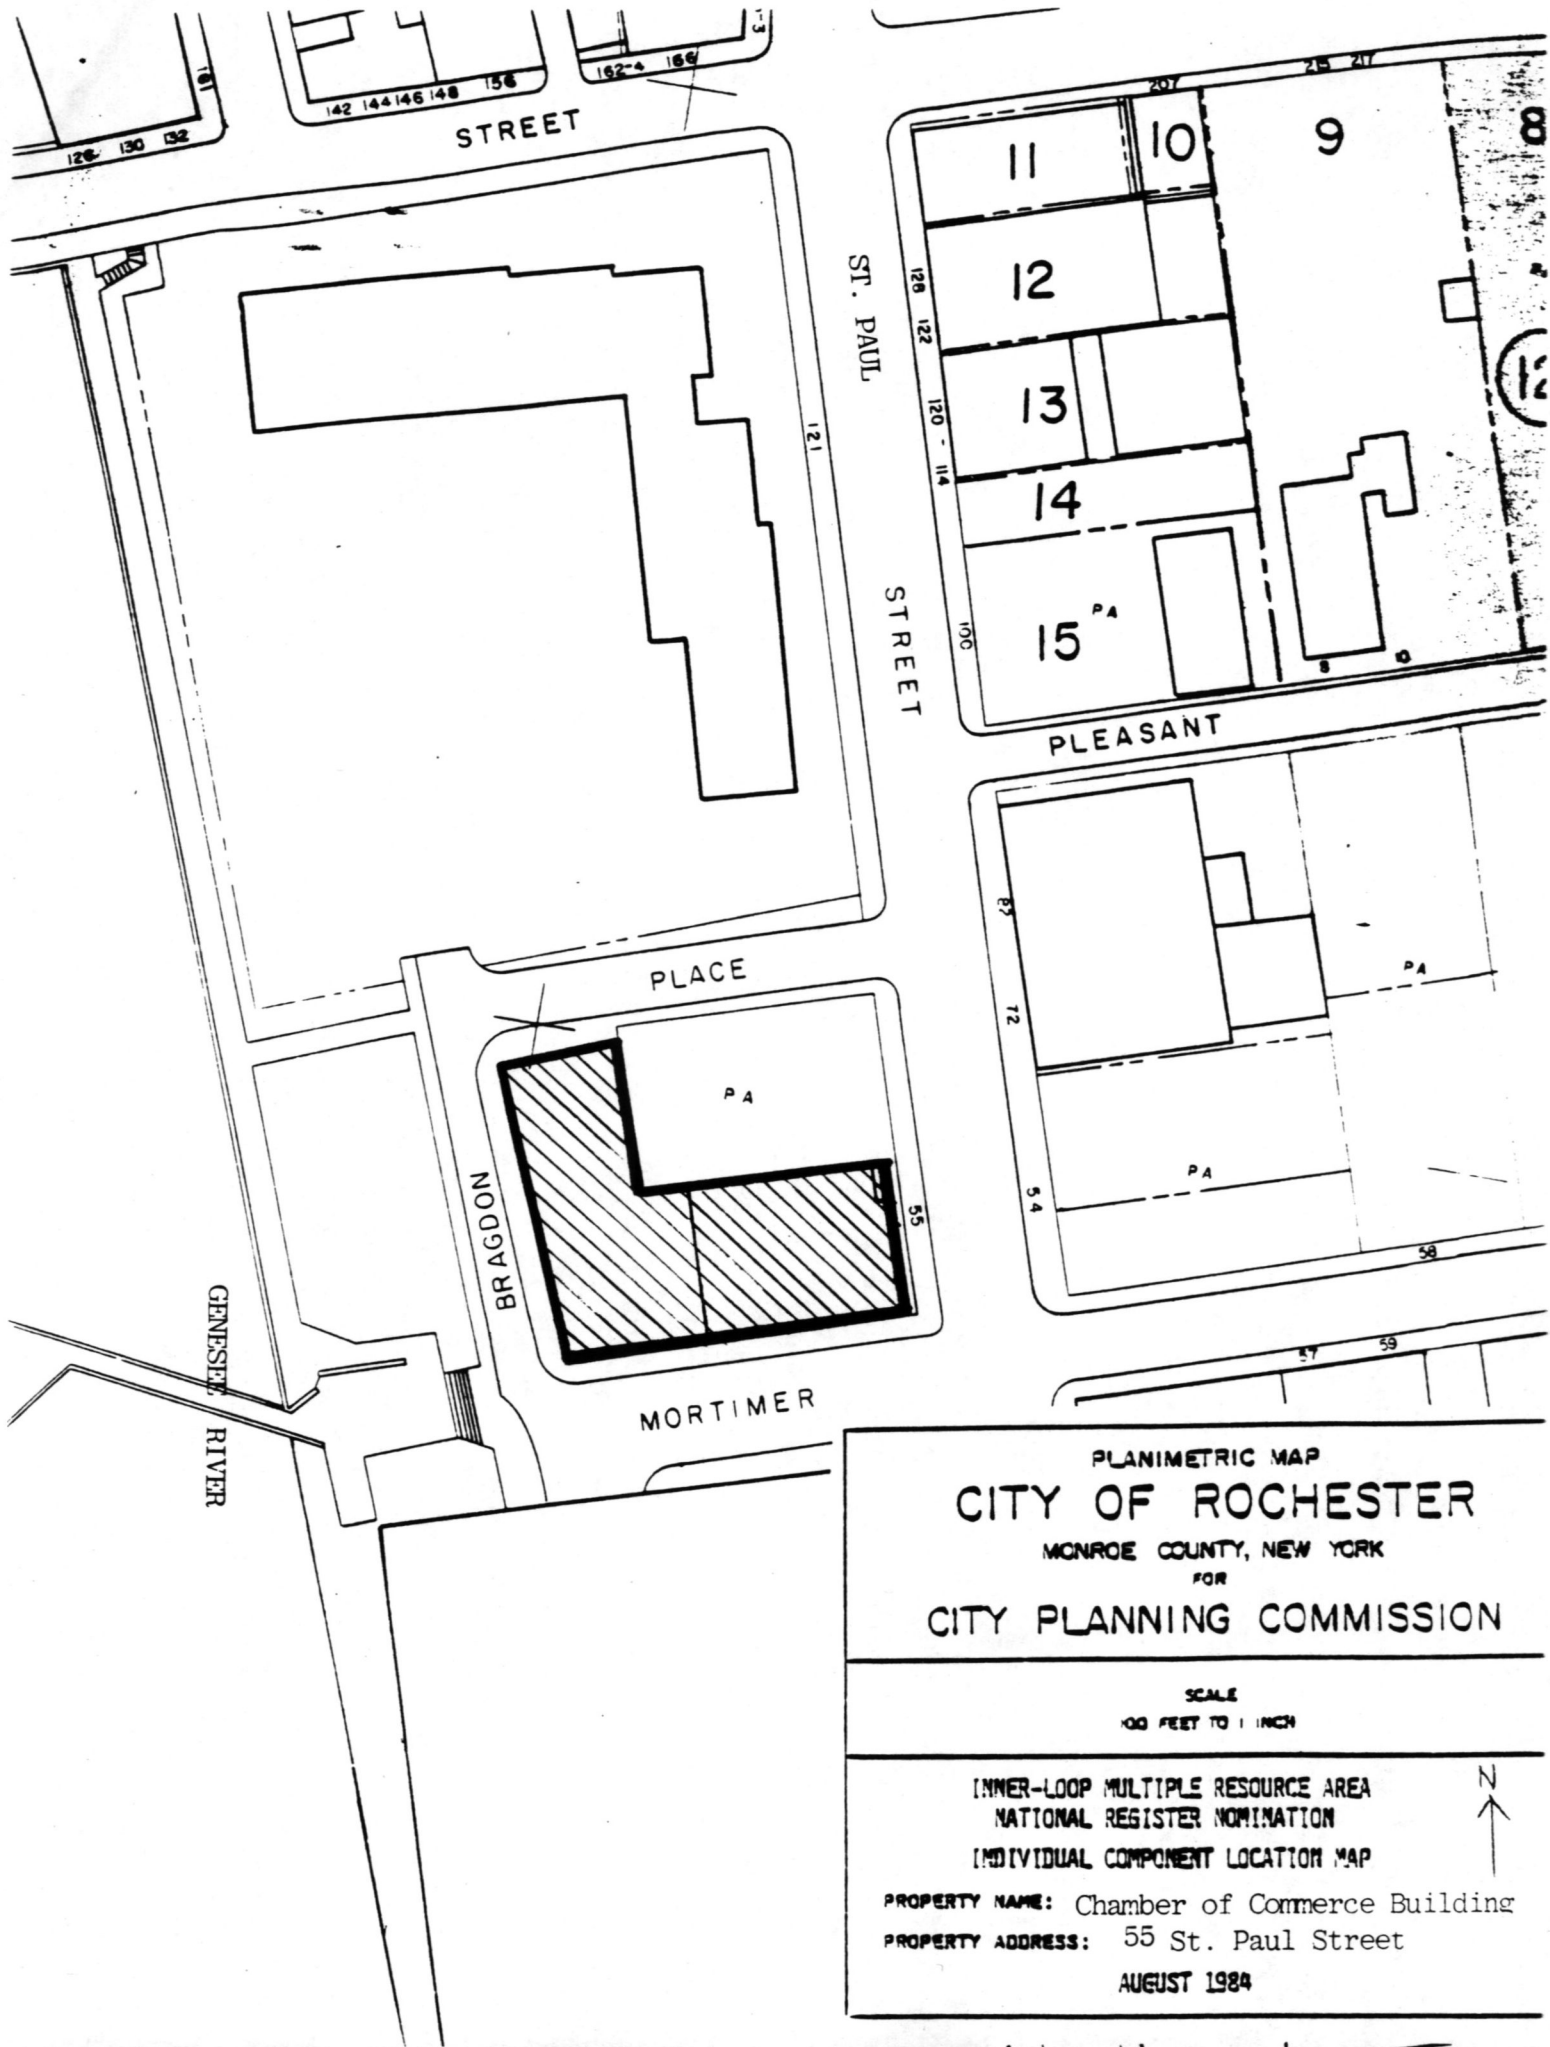 161
128 130 132
142 144 146 148 156
162-4 166
STREET
207 215 217
11
10
9
8
12
13
14
15 PA
12
ST. PAUL
STREET
128
122
120 - 114
100
121
8
10
PLEASANT
72
54
PA
PA
58
PLACE
PA
BRAGDON
55
MORTIMER
57
59
GENESEE RIVER
PLANIMETRIC MAP
CITY OF ROCHESTER
MONROE COUNTY, NEW YORK
FOR
CITY PLANNING COMMISSION
SCALE
100 FEET TO 1 INCH
INNER-LOOP MULTIPLE RESOURCE AREA
NATIONAL REGISTER NOMINATION
INDIVIDUAL COMPONENT LOCATION MAP
N
PROPERTY NAME: Chamber of Commerce Building
PROPERTY ADDRESS: 55 St. Paul Street
AUGUST 1984